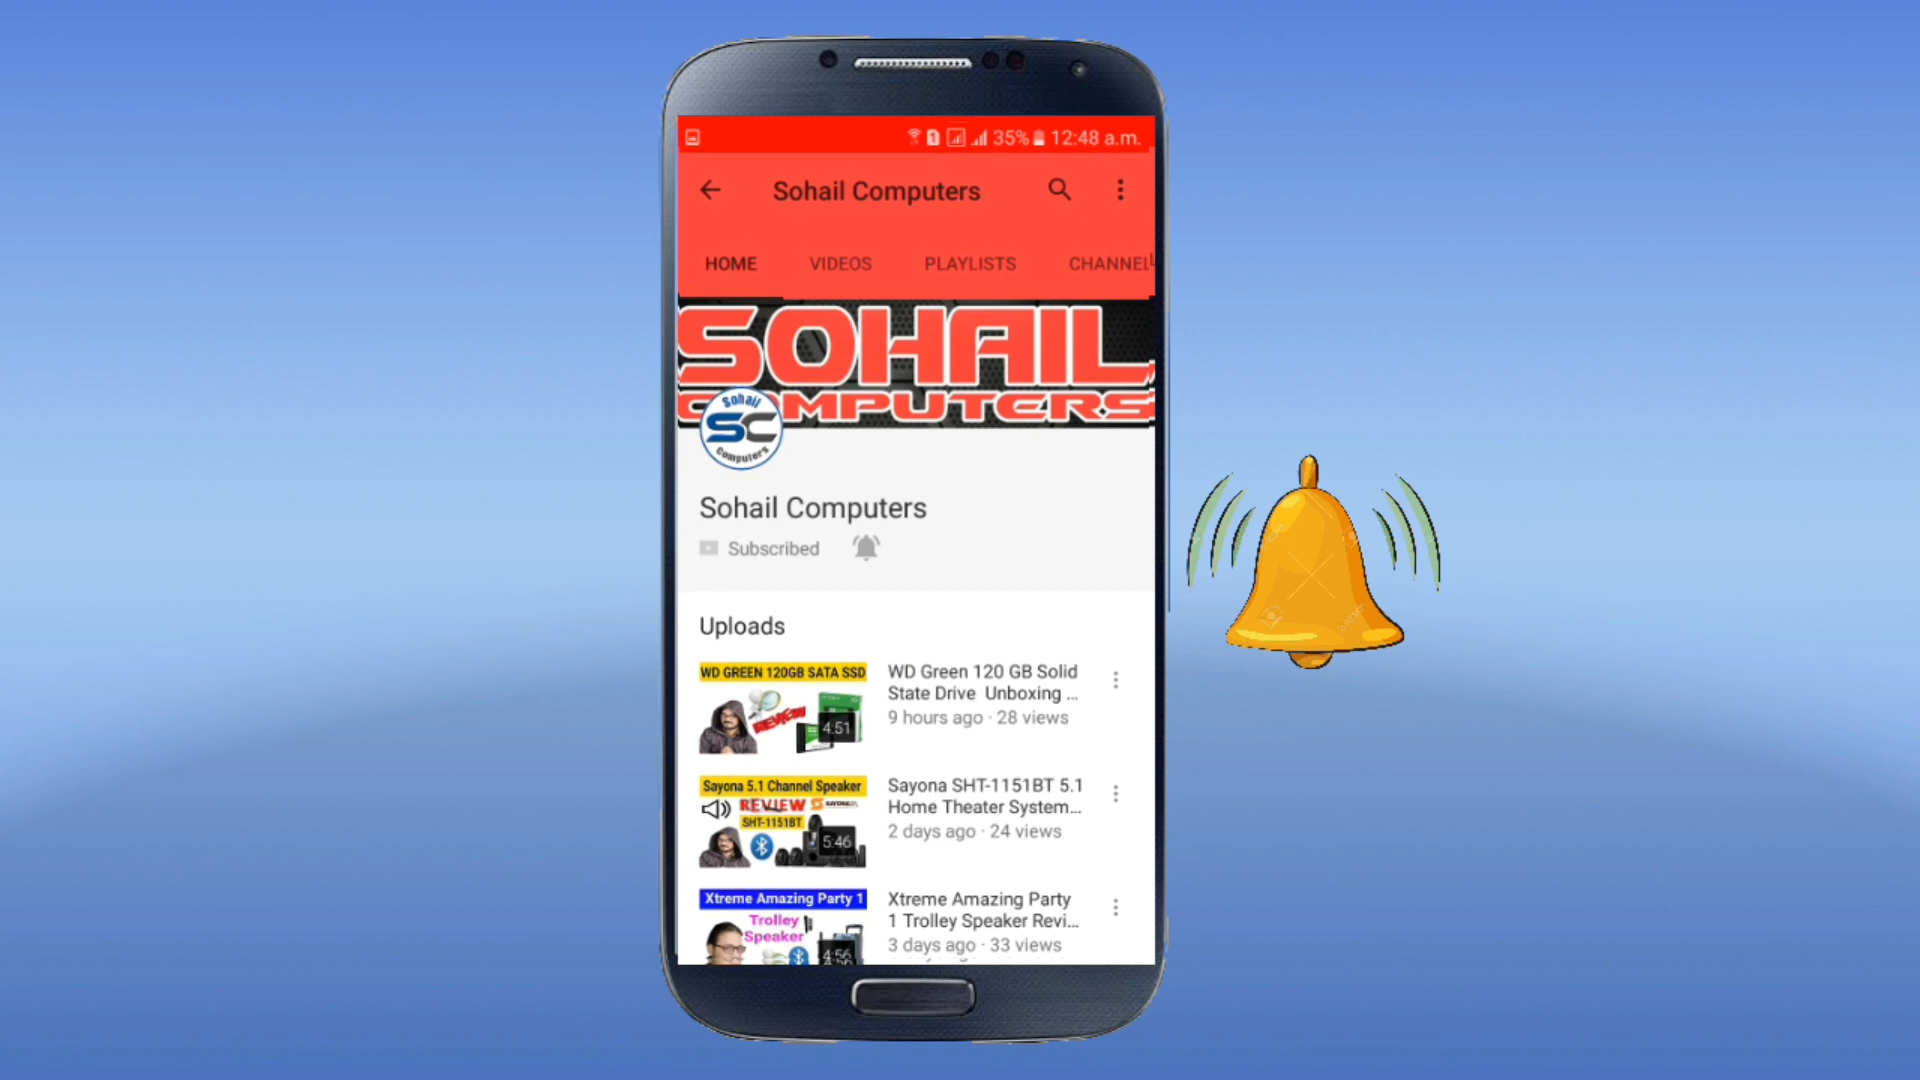 35% 12:48 a.m.
Sohail Computers
HOME VIDEOS PLAYLISTS CHANNEL
SOHAIL
COMPUTERS
Sohail
SC
Computers
Sohail Computers
Subscribed
Uploads
WD GREEN 120GB SATA SSD
REVIEW
4:51
WD Green 120 GB Solid
State Drive Unboxing ...
9 hours ago · 28 views
Sayona 5.1 Channel Speaker
REVIEW
SHT-1151BT
5:46
Sayona SHT-1151BT 5.1
Home Theater System...
2 days ago · 24 views
Xtreme Amazing Party 1
Trolley
Speaker
4:56
Xtreme Amazing Party
1 Trolley Speaker Revi...
3 days ago · 33 views